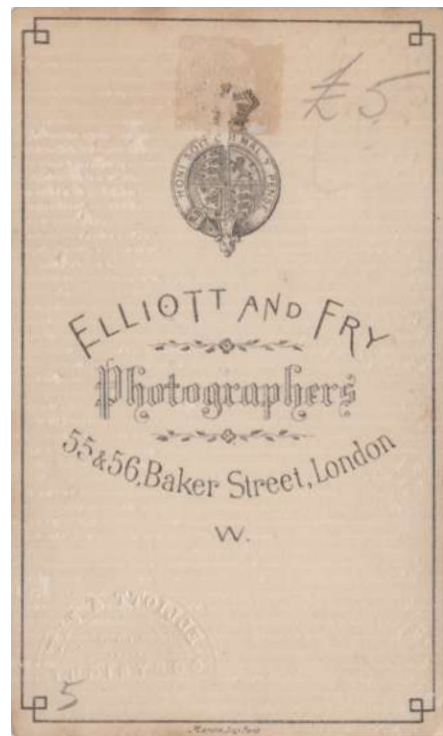 £5
HONI SOIT QUI MAL Y PENSE
ELLIOTT AND FRY
Photographers
55 & 56, Baker Street, London
W.
5